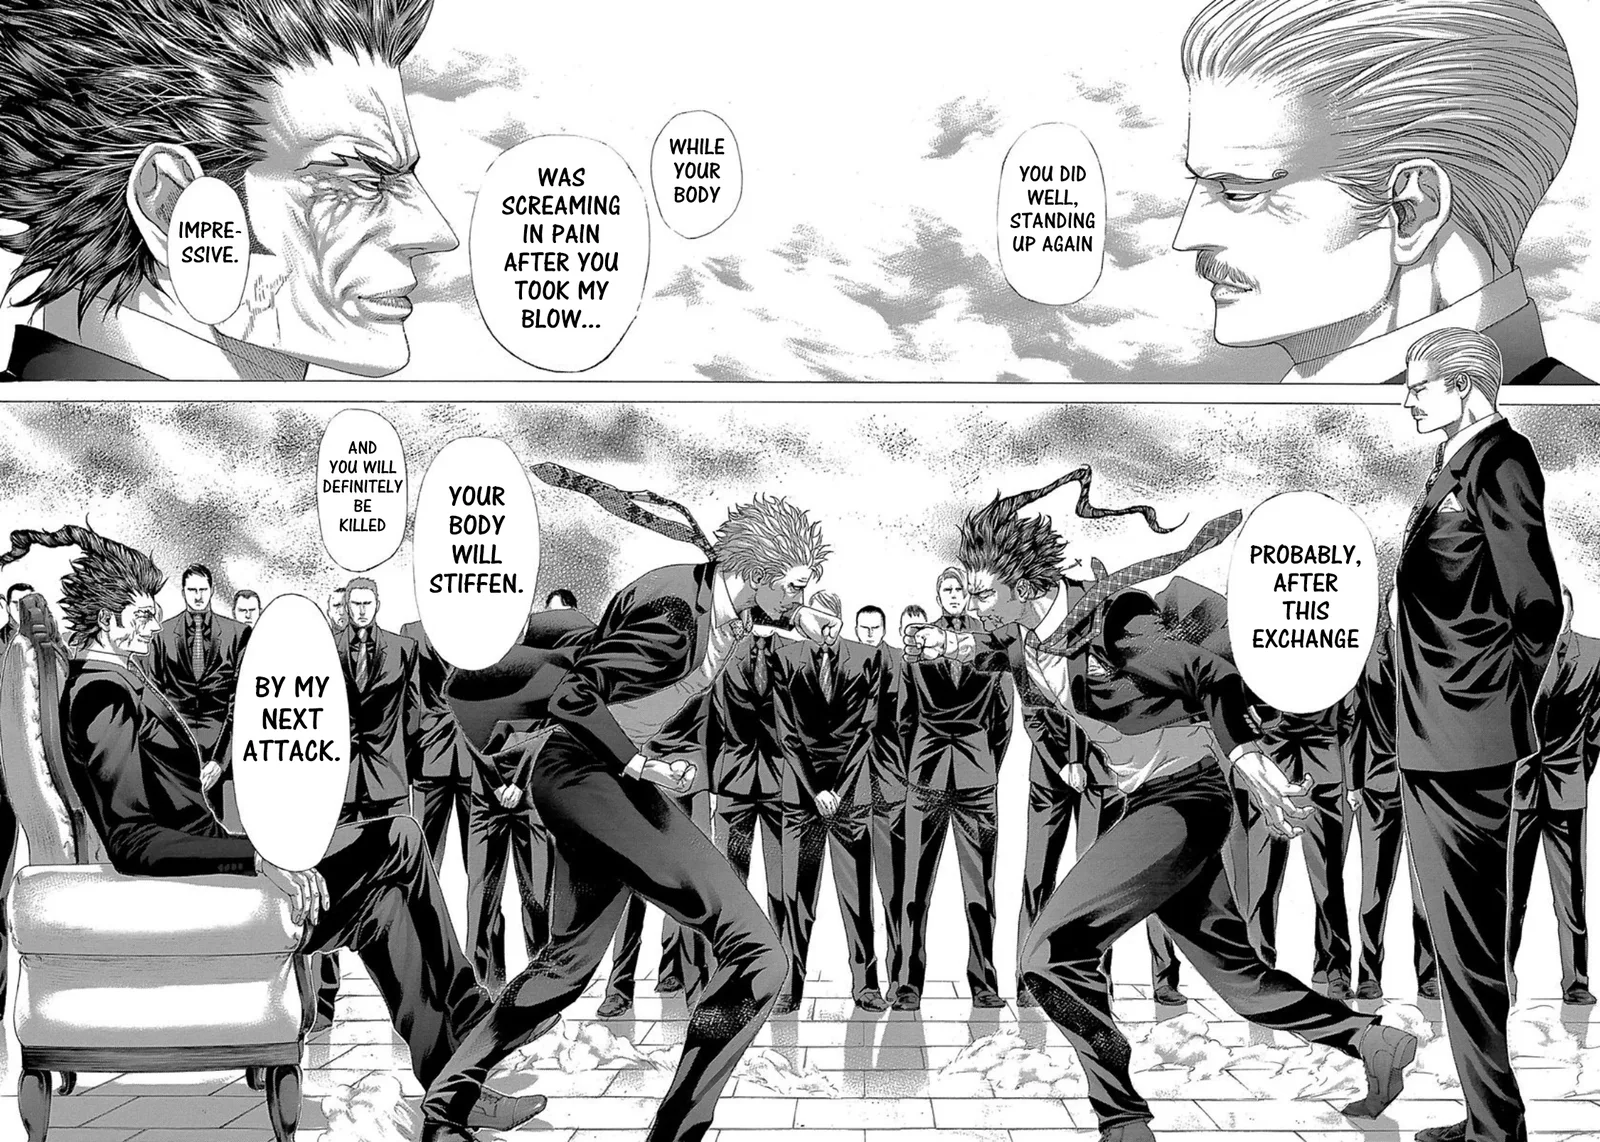 YOU DID
WELL,
STANDING
UP AGAIN
WHILE
YOUR
BODY
WAS
SCREAMING
IN PAIN
AFTER YOU
TOOK MY
BLOW...
IMPRE-
SSIVE.
PROBABLY,
AFTER
THIS
EXCHANGE
YOUR
BODY
WILL
STIFFEN.
AND
YOU WILL
DEFINITELY
BE
KILLED
BY MY
NEXT
ATTACK.